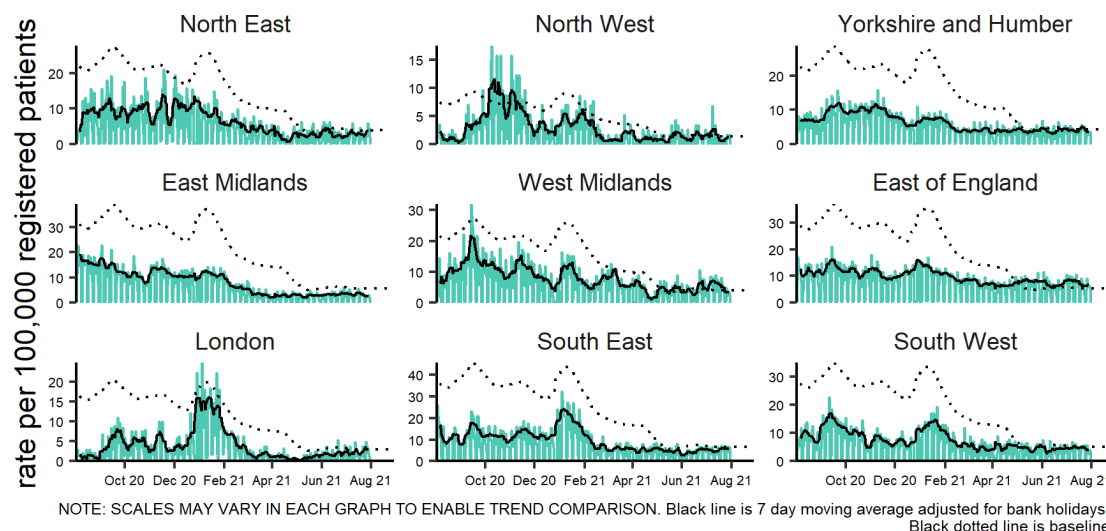 rate per 100,000 registered patients
North East
20
10
0
North West
15
10
5
0
Yorkshire and Humber
20
10
0
East Midlands
30
20
10
0
West Midlands
30
20
10
0
East of England
30
20
10
0
London
20
15
10
5
0
Oct 20 Dec 20 Feb 21 Apr 21 Jun 21 Aug 21
South East
40
30
20
10
0
Oct 20 Dec 20 Feb 21 Apr 21 Jun 21 Aug 21
South West
30
20
10
0
Oct 20 Dec 20 Feb 21 Apr 21 Jun 21 Aug 2
NOTE: SCALES MAY VARY IN EACH GRAPH TO ENABLE TREND COMPARISON. Black line is 7 day moving average adjusted for bank holidays
Black dotted line is baseline